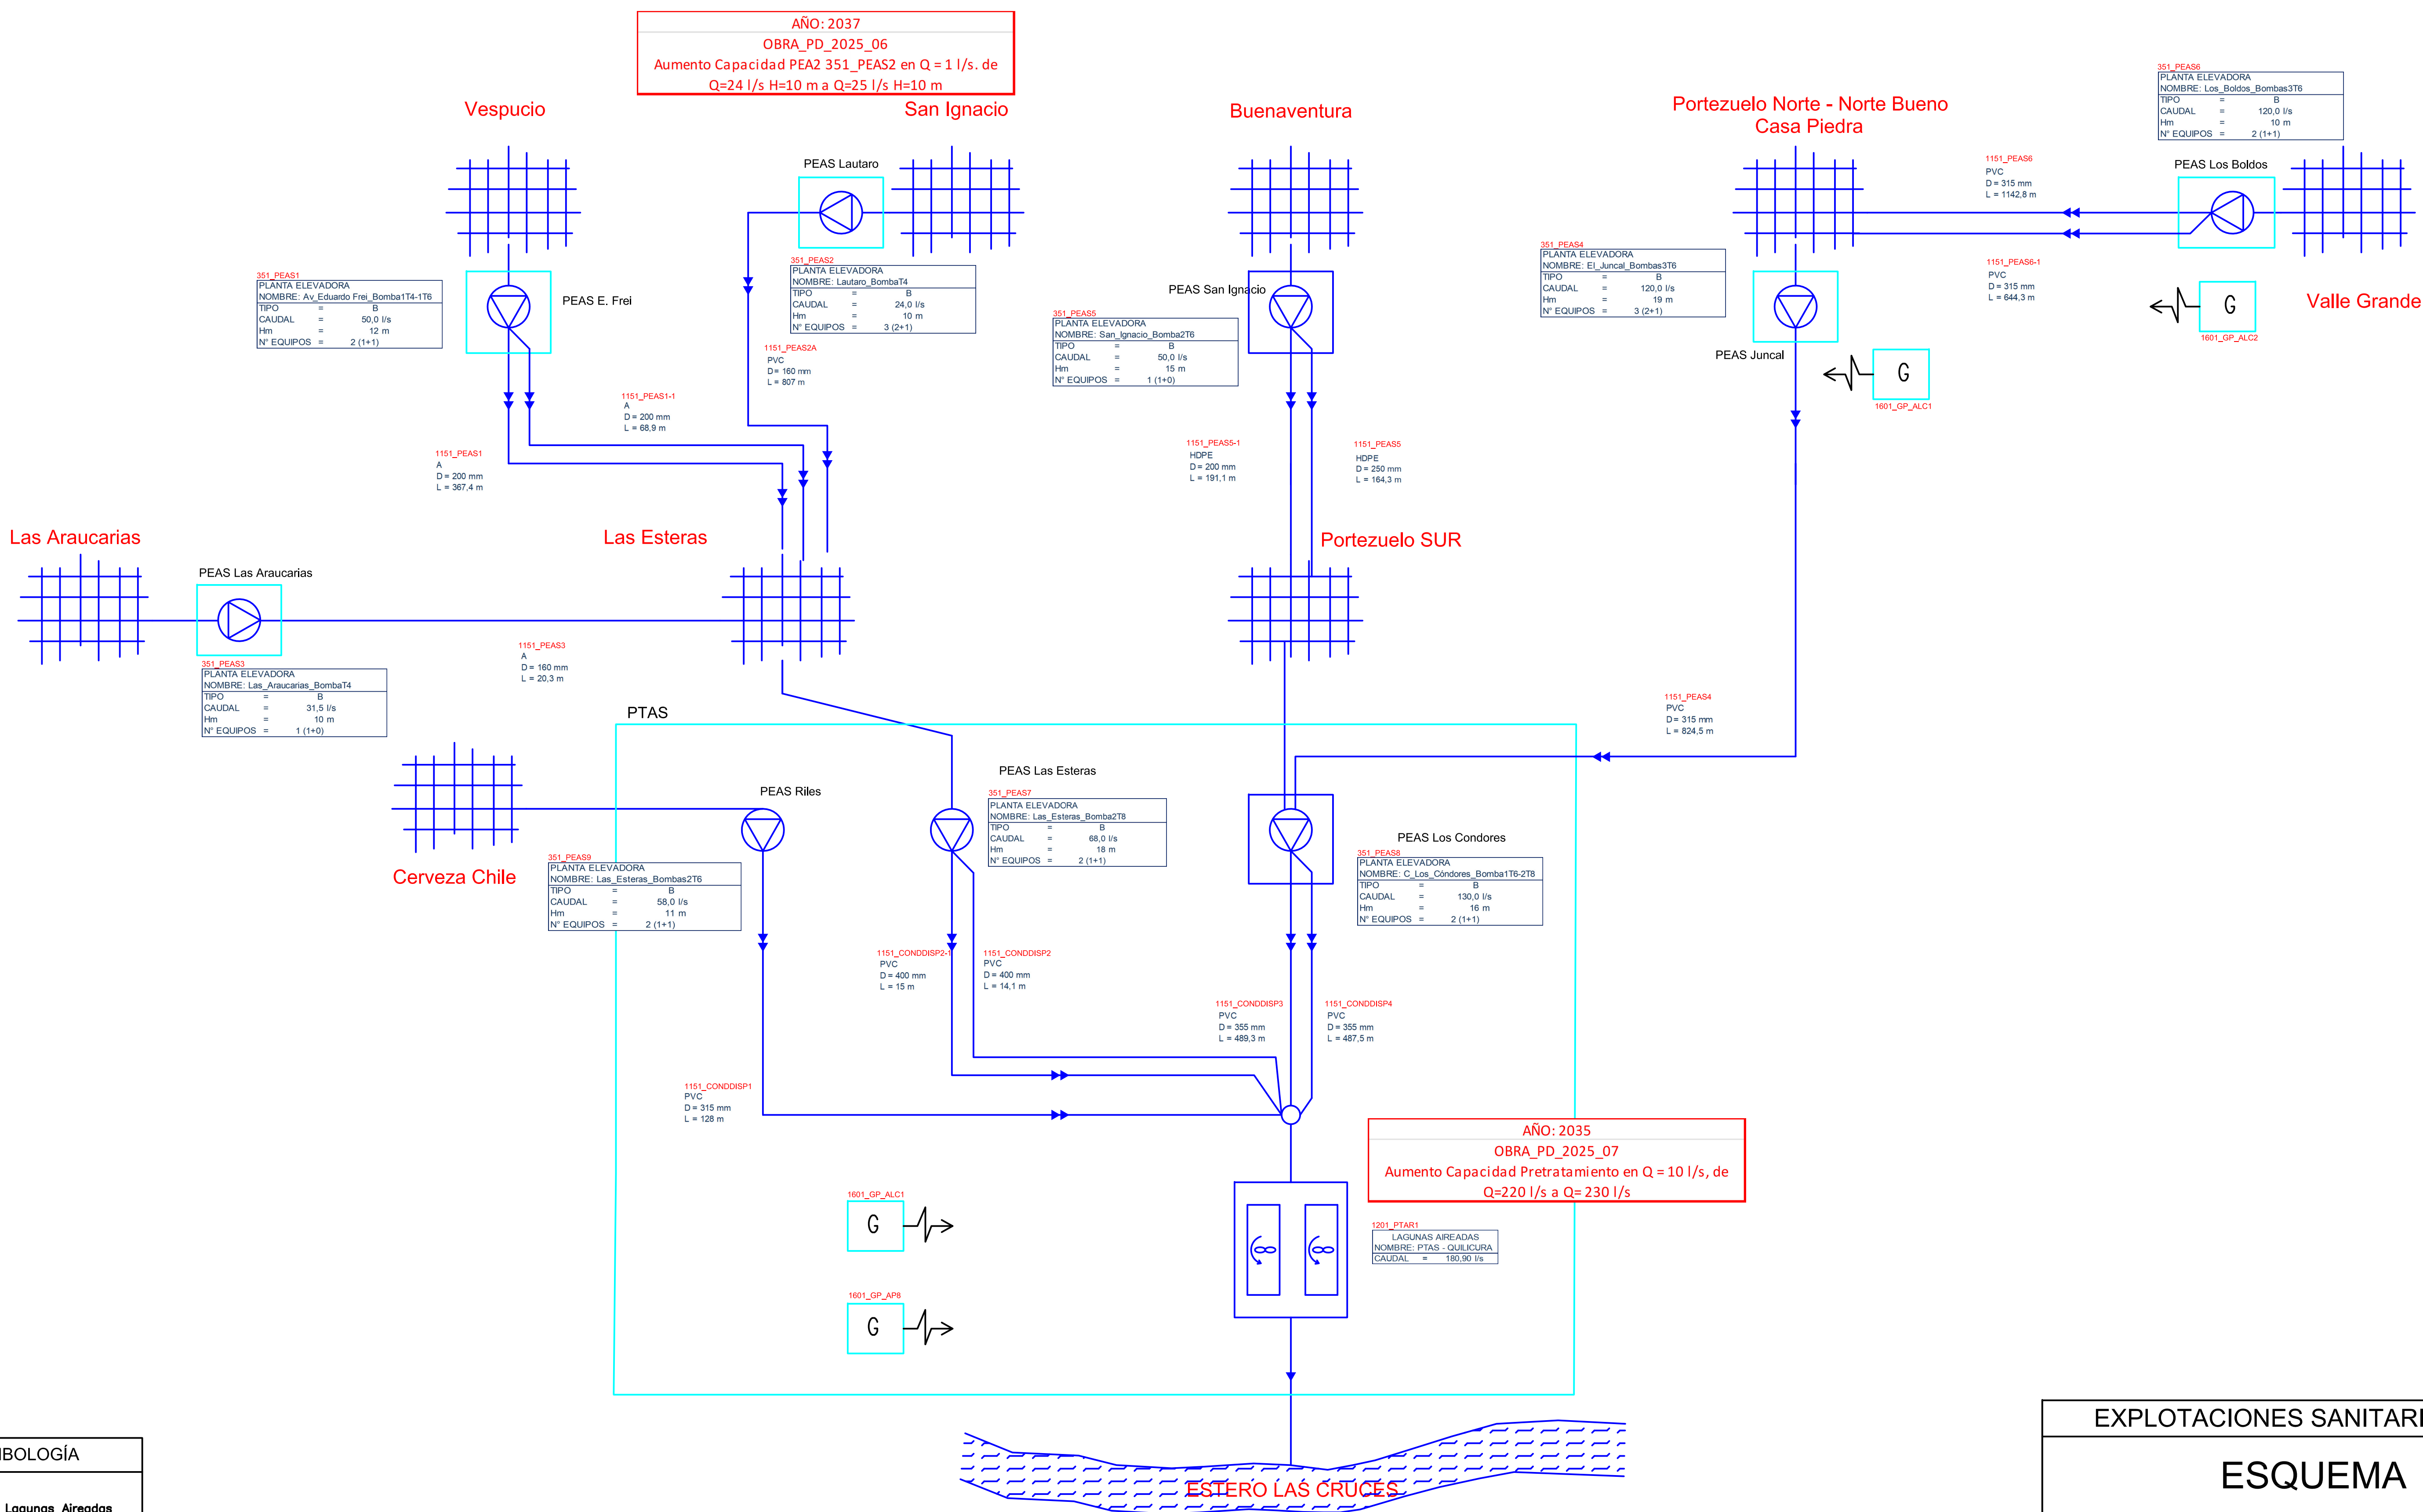 AÑO: 2037
OBRA_PD_2025_06
Aumento Capacidad PEA2 351_PEAS2 en Q = 1 l/s. de
Q=24 l/s H=10 m a Q=25 l/s H=10 m
Vespucio
San Ignacio
Buenaventura
Portezuelo Norte - Norte Bueno
Casa Piedra
351_PEAS6
PLANTA ELEVADORA
NOMBRE: Los_Boldos_Bombas3T6
TIPO = B
CAUDAL = 120,0 l/s
Hm = 10 m
N° EQUIPOS = 2 (1+1)
PEAS Lautaro
1151_PEAS6
PVC
D = 315 mm
L = 1142,8 m
PEAS Los Boldos
351_PEAS1
PLANTA ELEVADORA
NOMBRE: Av_Eduardo Frei_Bomba1T4-1T6
TIPO = B
CAUDAL = 50,0 l/s
Hm = 12 m
N° EQUIPOS = 2 (1+1)
PEAS E. Frei
351_PEAS2
PLANTA ELEVADORA
NOMBRE: Lautaro_BombaT4
TIPO = B
CAUDAL = 24,0 l/s
Hm = 10 m
N° EQUIPOS = 3 (2+1)
PEAS San Ignacio
351_PEAS5
PLANTA ELEVADORA
NOMBRE: San_Ignacio_Bomba2T6
TIPO = B
CAUDAL = 50,0 l/s
Hm = 15 m
N° EQUIPOS = 1 (1+0)
351_PEAS4
PLANTA ELEVADORA
NOMBRE: El_Juncal_Bombas3T6
TIPO = B
CAUDAL = 120,0 l/s
Hm = 19 m
N° EQUIPOS = 3 (2+1)
PEAS Juncal
1151_PEAS6-1
PVC
D = 315 mm
L = 644,3 m
G
1601_GP_ALC2
Valle Grande
G
1601_GP_ALC1
1151_PEAS2A
PVC
D = 160 mm
L = 807 m
1151_PEAS1-1
A
D = 200 mm
L = 68,9 m
1151_PEAS1
A
D = 200 mm
L = 367,4 m
1151_PEAS5-1
HDPE
D = 200 mm
L = 191,1 m
1151_PEAS5
HDPE
D = 250 mm
L = 164,3 m
Las Araucarias
Las Esteras
Portezuelo SUR
PEAS Las Araucarias
351_PEAS3
PLANTA ELEVADORA
NOMBRE: Las_Araucarias_BombaT4
TIPO = B
CAUDAL = 31,5 l/s
Hm = 10 m
N° EQUIPOS = 1 (1+0)
1151_PEAS3
A
D = 160 mm
L = 20,3 m
1151_PEAS4
PVC
D = 315 mm
L = 824,5 m
PTAS
PEAS Riles
PEAS Las Esteras
351_PEAS7
PLANTA ELEVADORA
NOMBRE: Las_Esteras_Bomba2T8
TIPO = B
CAUDAL = 68,0 l/s
Hm = 18 m
N° EQUIPOS = 2 (1+1)
PEAS Los Condores
351_PEAS8
PLANTA ELEVADORA
NOMBRE: C_Los_Cóndores_Bomba1T6-2T8
TIPO = B
CAUDAL = 130,0 l/s
Hm = 16 m
N° EQUIPOS = 2 (1+1)
Cerveza Chile
351_PEAS9
PLANTA ELEVADORA
NOMBRE: Las_Esteras_Bombas2T6
TIPO = B
CAUDAL = 58,0 l/s
Hm = 11 m
N° EQUIPOS = 2 (1+1)
1151_CONDDISP2-1
PVC
D = 400 mm
L = 15 m
1151_CONDDISP2
PVC
D = 400 mm
L = 14,1 m
1151_CONDDISP3
PVC
D = 355 mm
L = 489,3 m
1151_CONDDISP4
PVC
D = 355 mm
L = 487,5 m
1151_CONDDISP1
PVC
D = 315 mm
L = 128 m
AÑO: 2035
OBRA_PD_2025_07
Aumento Capacidad Pretratamiento en Q = 10 l/s, de
Q=220 l/s a Q= 230 l/s
1601_GP_ALC1
G
1201_PTAR1
LAGUNAS AIREADAS
NOMBRE: PTAS - QUILICURA
CAUDAL = 180,90 l/s
1601_GP_AP8
G
ESTERO LAS CRUCES
BOLOGÍA
Lagunas Aireadas
EXPLOTACIONES SANITARI
ESQUEMA